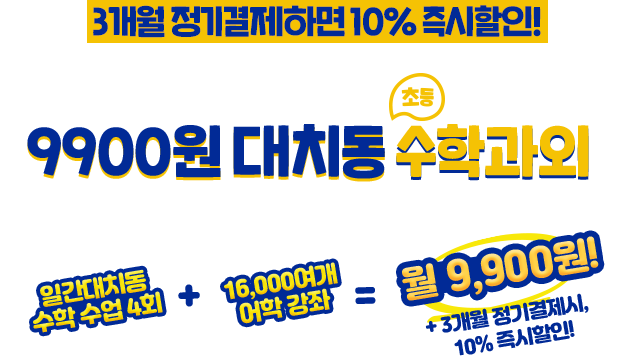 3개월 정기결제하면 10% 즉시할인!
초등
9900원 대치동 수학과외
일간대치동
수학 수업 4회
+
16,000여개
어학 강좌
=
월 9,900원!
+ 3개월 정기결제시,
10% 즉시할인!